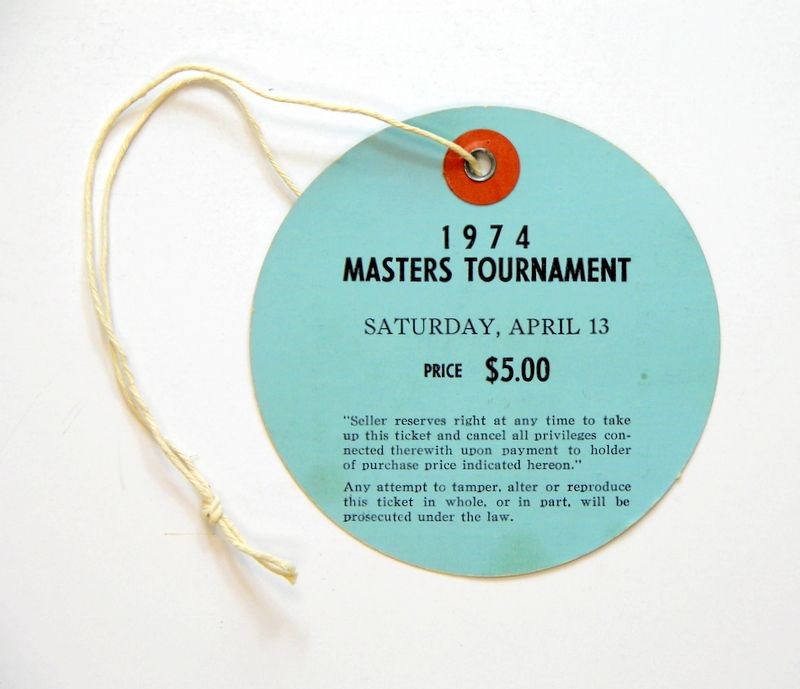 1974
MASTERS TOURNAMENT
SATURDAY, APRIL 13
PRICE $5.00
"Seller reserves right at any time to take
up this ticket and cancel all privileges con-
nected therewith upon payment to holder
of purchase price indicated hereon."
Any attempt to tamper, alter or reproduce
this ticket in whole, or in part, will be
prosecuted under the law.